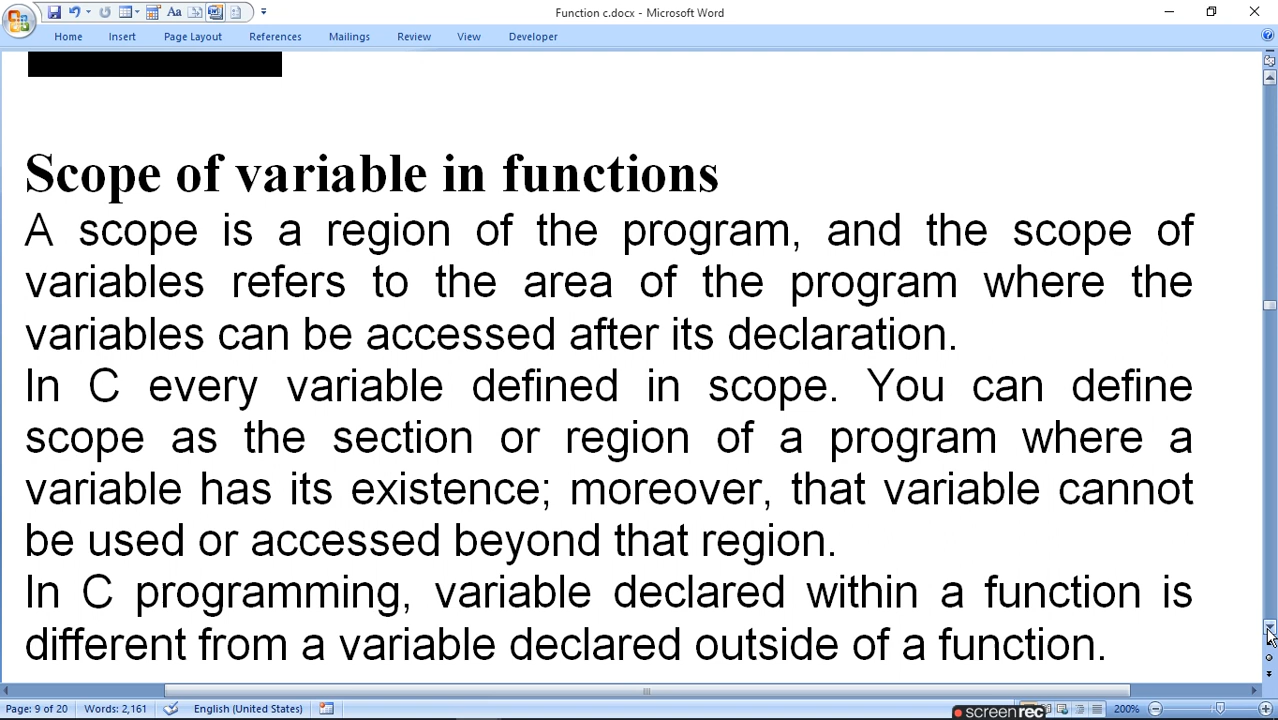 Function c.docx - Microsoft Word
Aa
Home Insert Page Layout References Mailings Review View Developer
Scope of variable in functions
A scope is a region of the program, and the scope of
variables refers to the area of the program where the
variables can be accessed after its declaration.
In C every variable defined in scope. You can define
scope as the section or region of a program where a
variable has its existence; moreover, that variable cannot
be used or accessed beyond that region.
In C programming, variable declared within a function is
different from a variable declared outside of a function.
Page: 9 of 20 Words: 2,161 English (United States) screenrec 200%